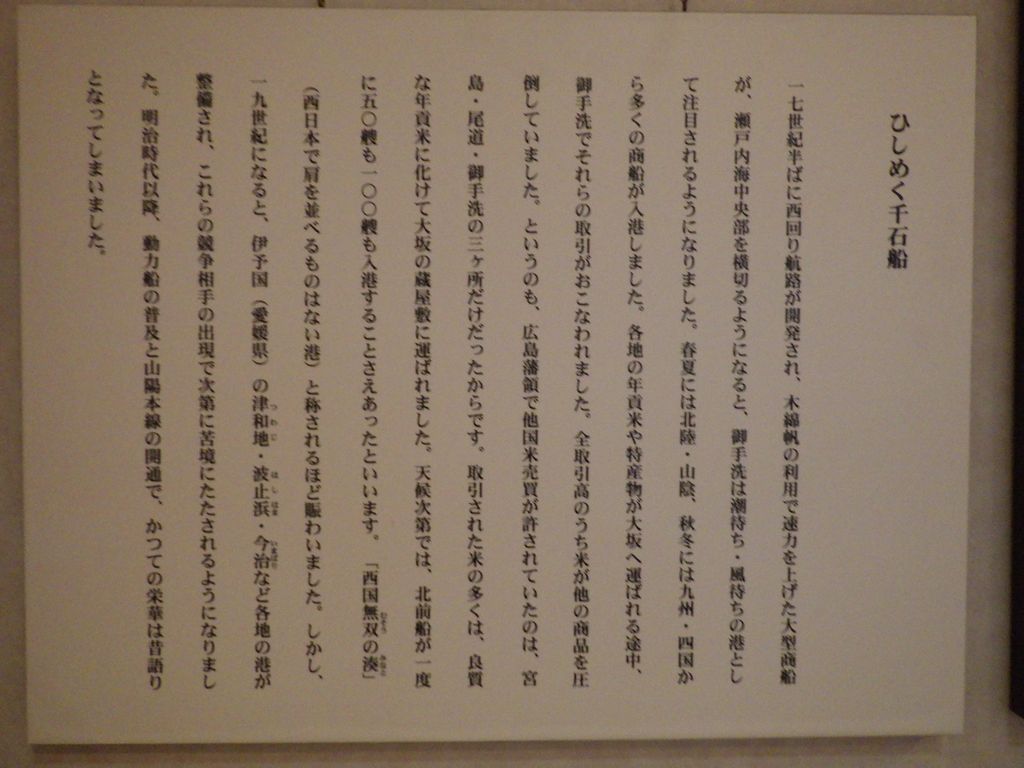 ひしめく千石船
一七世紀半ばに西回り航路が開発され、木綿帆の利用で速力を上げた大型商船
が、瀬戸内海中央部を横切るようになると、御手洗は潮待ち・風待ちの港とし
て注目されるようになりました。春夏には北陸・山陰、秋冬には九州・四国か
ら多くの商船が入港しました。各地の年貢米や特産物が大坂へ運ばれる途中、
御手洗でそれらの取引がおこなわれました。全取引高のうち米が他の商品を圧
倒していました。というのも、広島藩領で他国米売買が許されていたのは、宮
島・尾道・御手洗の三ヶ所だけだったからです。取引された米の多くは、良質
な年貢米に化けて大坂の蔵屋敷に運ばれました。天候次第では、北前船が一度
に五〇艘も一〇〇艘も入港することさえあったといいます。「西国無双の湊」
（西日本で肩を並べるものはない港）と称されるほど賑わいました。しかし、
一九世紀になると、伊予国（愛媛県）の津和地・波止浜・今治など各地の港が
整備され、これらの競争相手の出現で次第に苦境にたたされるようになりまし
た。明治時代以降、動力船の普及と山陽本線の開通で、かつての栄華は昔語り
となってしまいました。